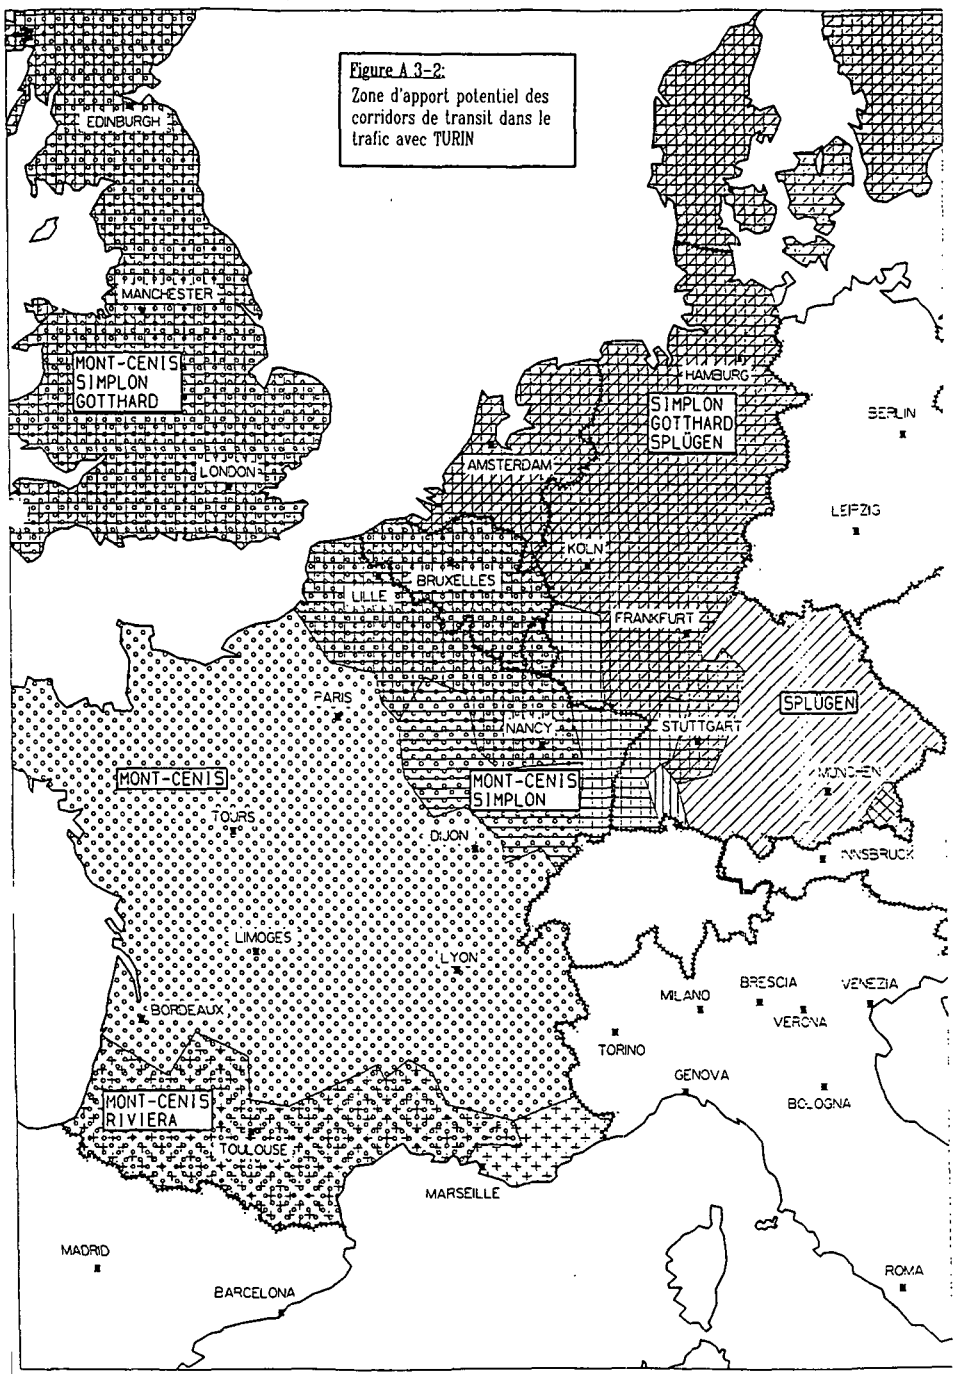 Figure A 3-2:
Zone d'apport potentiel des
corridors de transit dans le
trafic avec TURIN
EDINBURGH
MANCHESTER
MONT-CENIS
SIMPLON
GOTTHARD
LONDON
HAMBURG
SIMPLON
GOTTHARD
SPLÜGEN
BERLIN
AMSTERDAM
LEIPZIG
KÖLN
BRUXELLES
LILLE
FRANKFURT
PARIS
NANCY
STUTTGART
SPLÜGEN
MONT-CENIS
MONT-CENIS
SIMPLON
MÜNCHEN
TOURS
DIJON
INNSBRUCK
LIMOGES
LYON
BORDEAUX
MILANO
BRESCIA
VENEZIA
VERONA
TORINO
GENOVA
BOLOGNA
MONT-CENIS
RIVIERA
TOULOUSE
MARSEILLE
MADRID
BARCELONA
ROMA